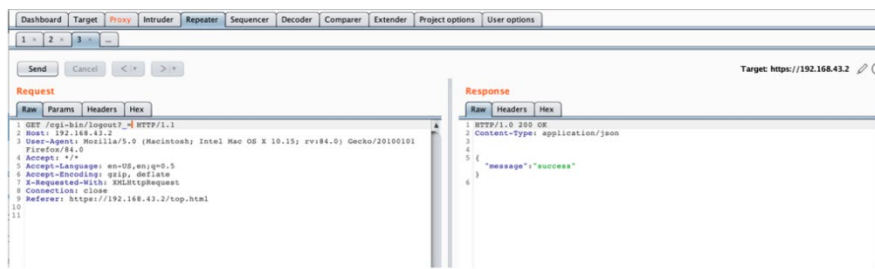 Dashboard Target Proxy Intruder Repeater Sequencer Decoder Comparer Extender Project options User options
1 × 2 × 3 × ...
Send Cancel < > Target: https://192.168.43.2
Request
Raw Params Headers Hex
1 GET /cgi-bin/logout?_= HTTP/1.1
2 Host: 192.168.43.2
3 User-Agent: Mozilla/5.0 (Macintosh; Intel Mac OS X 10.15; rv:84.0) Gecko/20100101
Firefox/84.0
4 Accept: */*
5 Accept-Language: en-US,en;q=0.5
6 Accept-Encoding: gzip, deflate
7 X-Requested-With: XMLHttpRequest
8 Connection: close
9 Referer: https://192.168.43.2/top.html
10
11
Response
Raw Headers Hex
1 HTTP/1.0 200 OK
2 Content-Type: application/json
3
4
5 {
"message":"success"
}
6